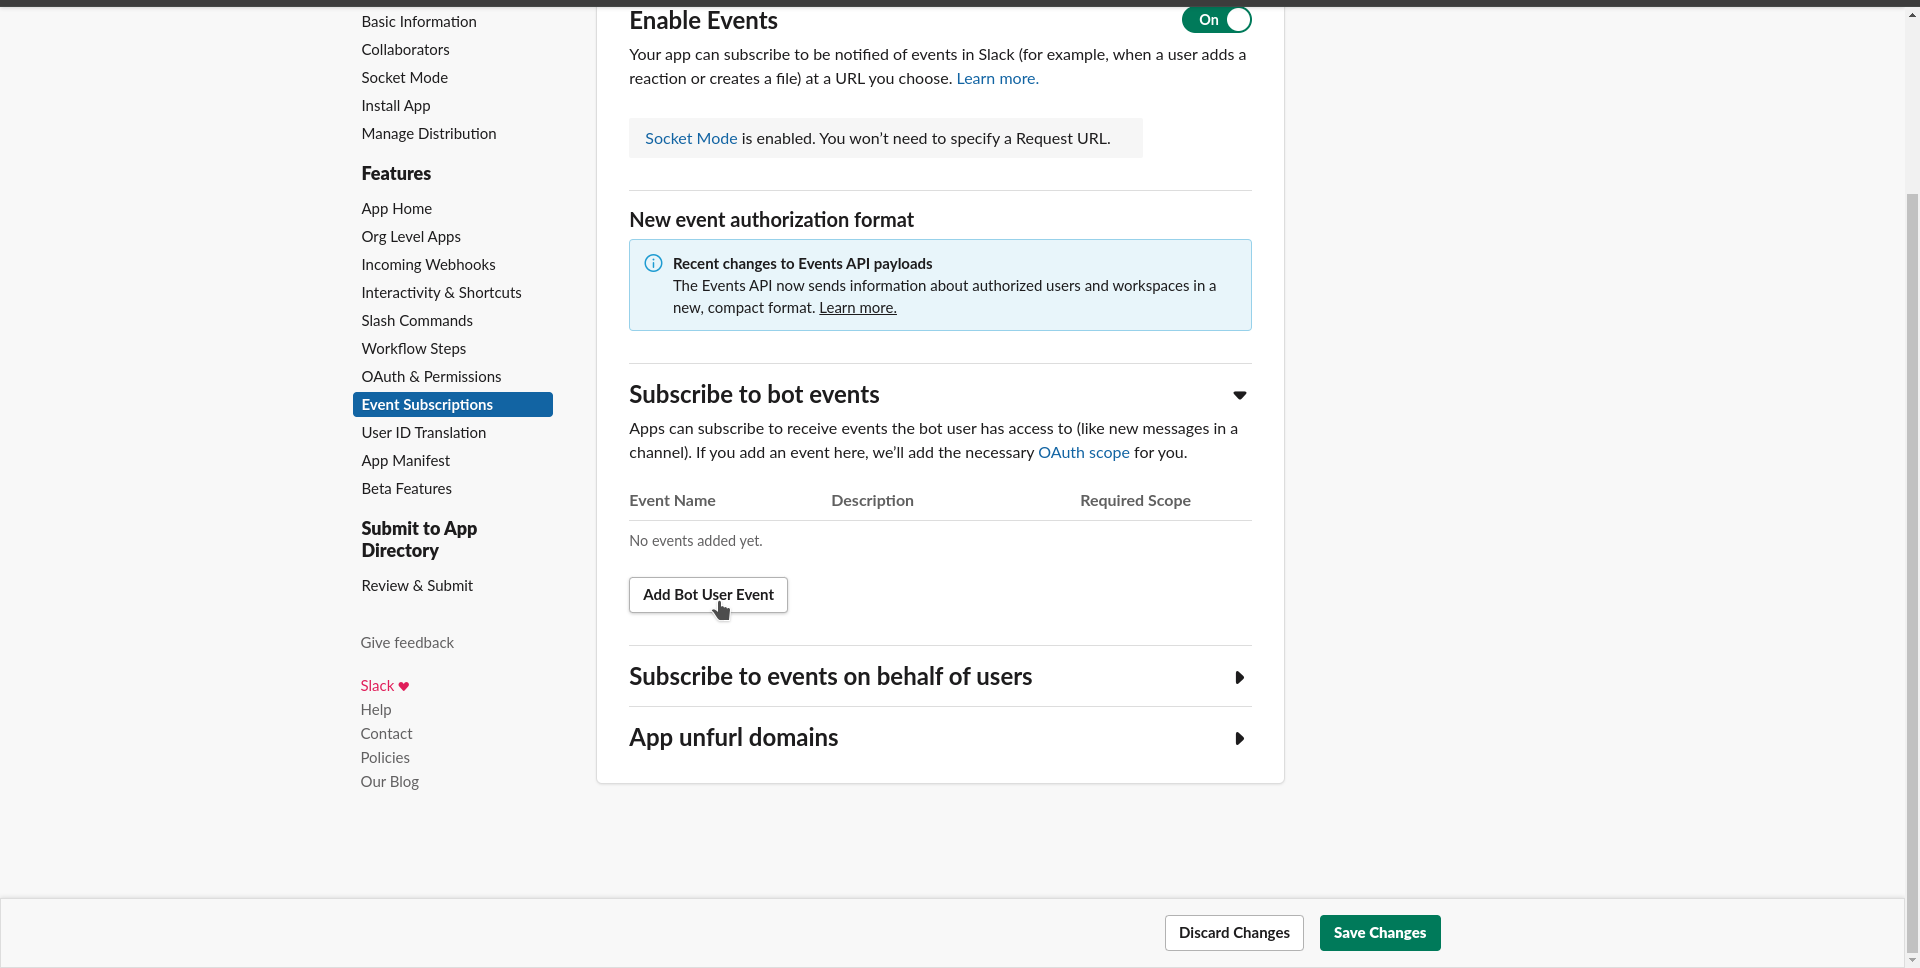 Basic Information
Collaborators
Socket Mode
Install App
Manage Distribution
Features
App Home
Org Level Apps
Incoming Webhooks
Interactivity & Shortcuts
Slash Commands
Workflow Steps
OAuth & Permissions
Event Subscriptions
User ID Translation
App Manifest
Beta Features
Submit to App
Directory
Review & Submit
Give feedback
Slack ♥
Help
Contact
Policies
Our Blog
Enable Events
On
Your app can subscribe to be notified of events in Slack (for example, when a user adds a
reaction or creates a file) at a URL you choose. Learn more.
Socket Mode is enabled. You won’t need to specify a Request URL.
New event authorization format
Recent changes to Events API payloads
The Events API now sends information about authorized users and workspaces in a
new, compact format. Learn more.
Subscribe to bot events
Apps can subscribe to receive events the bot user has access to (like new messages in a
channel). If you add an event here, we’ll add the necessary OAuth scope for you.
Event Name Description Required Scope
No events added yet.
Add Bot User Event
Subscribe to events on behalf of users
App unfurl domains
Discard Changes Save Changes